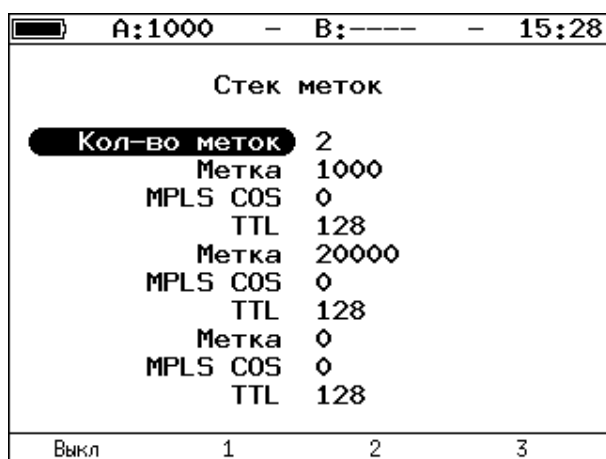 A:1000 – B:---- – 15:28
Стек меток
Кол-во меток 2
Метка 1000
MPLS COS 0
TTL 128
Метка 20000
MPLS COS 0
TTL 128
Метка 0
MPLS COS 0
TTL 128
Выкл 1 2 3